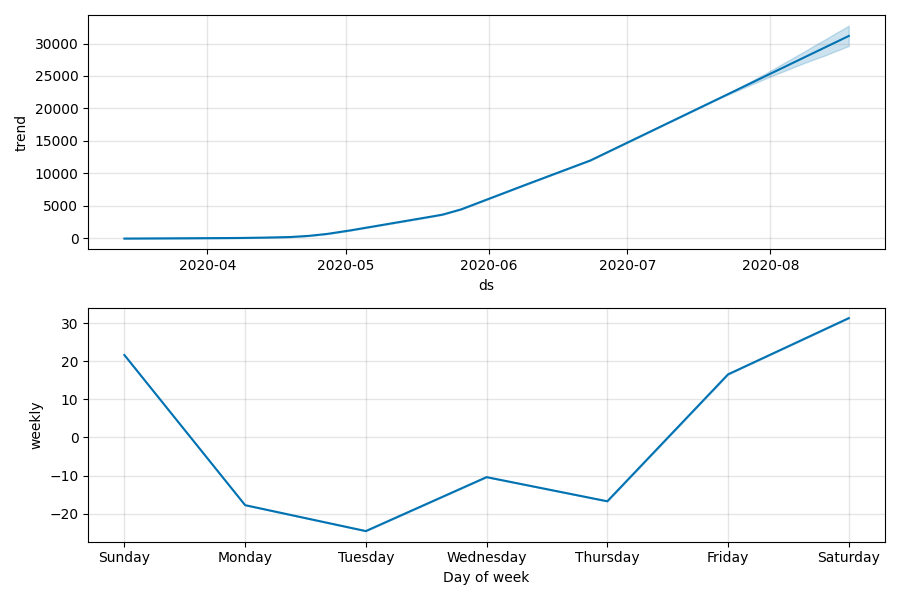 30000
25000
20000
15000
10000
5000
0
trend
2020-04 2020-05 2020-06 2020-07 2020-08
ds
30
20
10
0
−10
−20
weekly
Sunday Monday Tuesday Wednesday Thursday Friday Saturday
Day of week